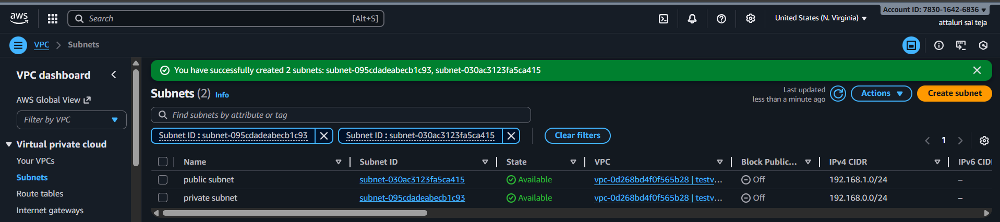 aws
Search
[Alt+S]
United States (N. Virginia)
Account ID: 7830-1642-6836
attaluri sai teja
VPC
Subnets
VPC dashboard
AWS Global View
Filter by VPC
Virtual private cloud
Your VPCs
Subnets
Route tables
Internet gateways
You have successfully created 2 subnets: subnet-095cdadeabecb1c93, subnet-030ac3123fa5ca415
Subnets (2) Info
Last updated
less than a minute ago
Actions
Create subnet
Find subnets by attribute or tag
Subnet ID : subnet-095cdadeabecb1c93
Subnet ID : subnet-030ac3123fa5ca415
Clear filters
1
Name Subnet ID State VPC Block Public... IPv4 CIDR IPv6 CID
public subnet subnet-030ac3123fa5ca415 Available vpc-0d268bd4f0f565b28 | testv... Off 192.168.1.0/24 –
private subnet subnet-095cdadeabecb1c93 Available vpc-0d268bd4f0f565b28 | testv... Off 192.168.0.0/24 –